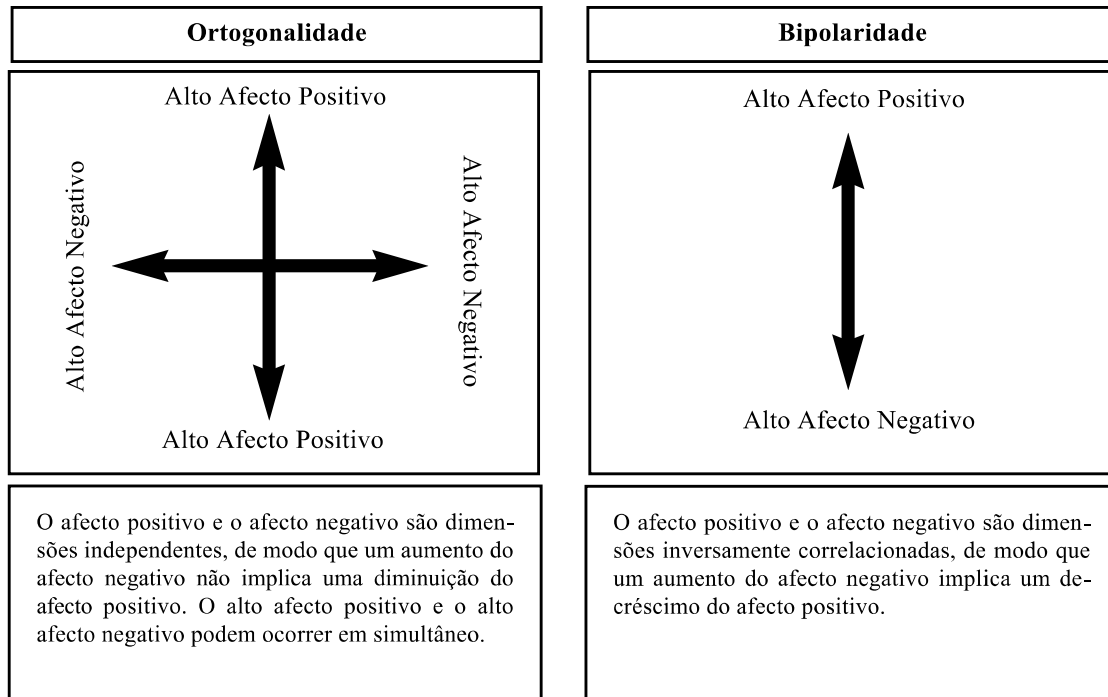 Ortogonalidade
Alto Afecto Positivo
Alto Afecto Negativo
Alto Afecto Negativo
Alto Afecto Positivo
O afecto positivo e o afecto negativo são dimen-
sões independentes, de modo que um aumento do
afecto negativo não implica uma diminuição do
afecto positivo. O alto afecto positivo e o alto
afecto negativo podem ocorrer em simultâneo.
Bipolaridade
Alto Afecto Positivo
Alto Afecto Negativo
O afecto positivo e o afecto negativo são dimen-
sões inversamente correlacionadas, de modo que
um aumento do afecto negativo implica um de-
créscimo do afecto positivo.